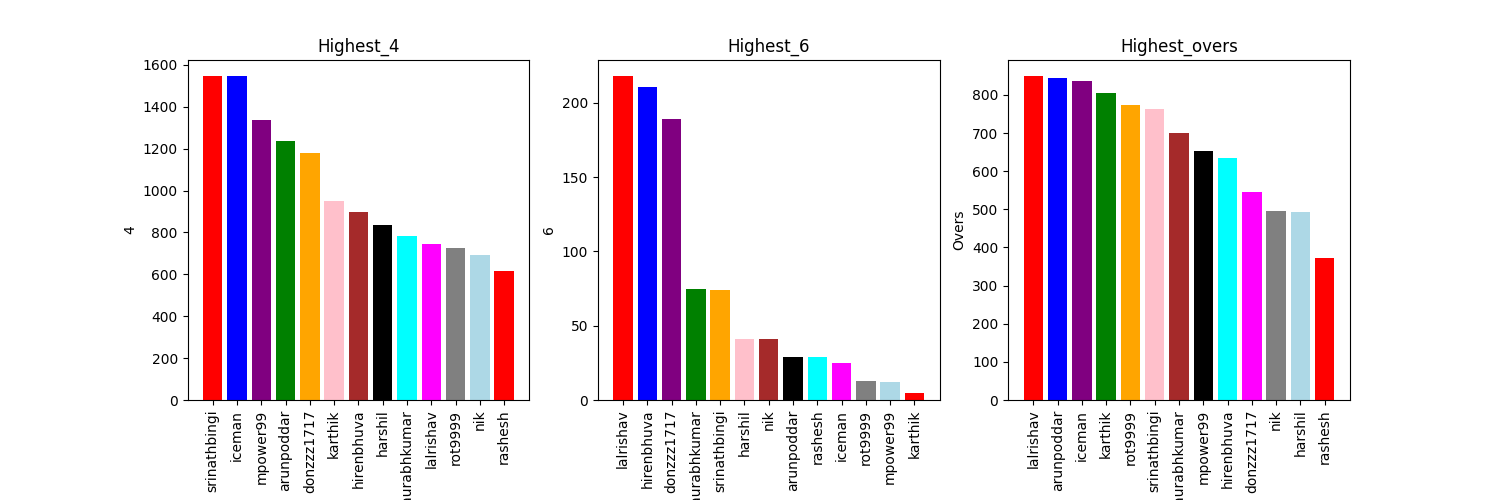 Highest_4
4
1600
1400
1200
1000
800
600
400
200
0
srinathbingi
iceman
mpower99
arunpoddar
donzzz1717
karthik
hirenbhuva
harshil
urabhkumar
lalrishav
rot9999
nik
rashesh
Highest_6
6
200
150
100
50
0
lalrishav
hirenbhuva
donzzz1717
urabhkumar
srinathbingi
harshil
nik
arunpoddar
rashesh
iceman
rot9999
mpower99
karthik
Highest_overs
Overs
800
700
600
500
400
300
200
100
0
lalrishav
arunpoddar
iceman
karthik
rot9999
srinathbingi
urabhkumar
mpower99
hirenbhuva
donzzz1717
nik
harshil
rashesh